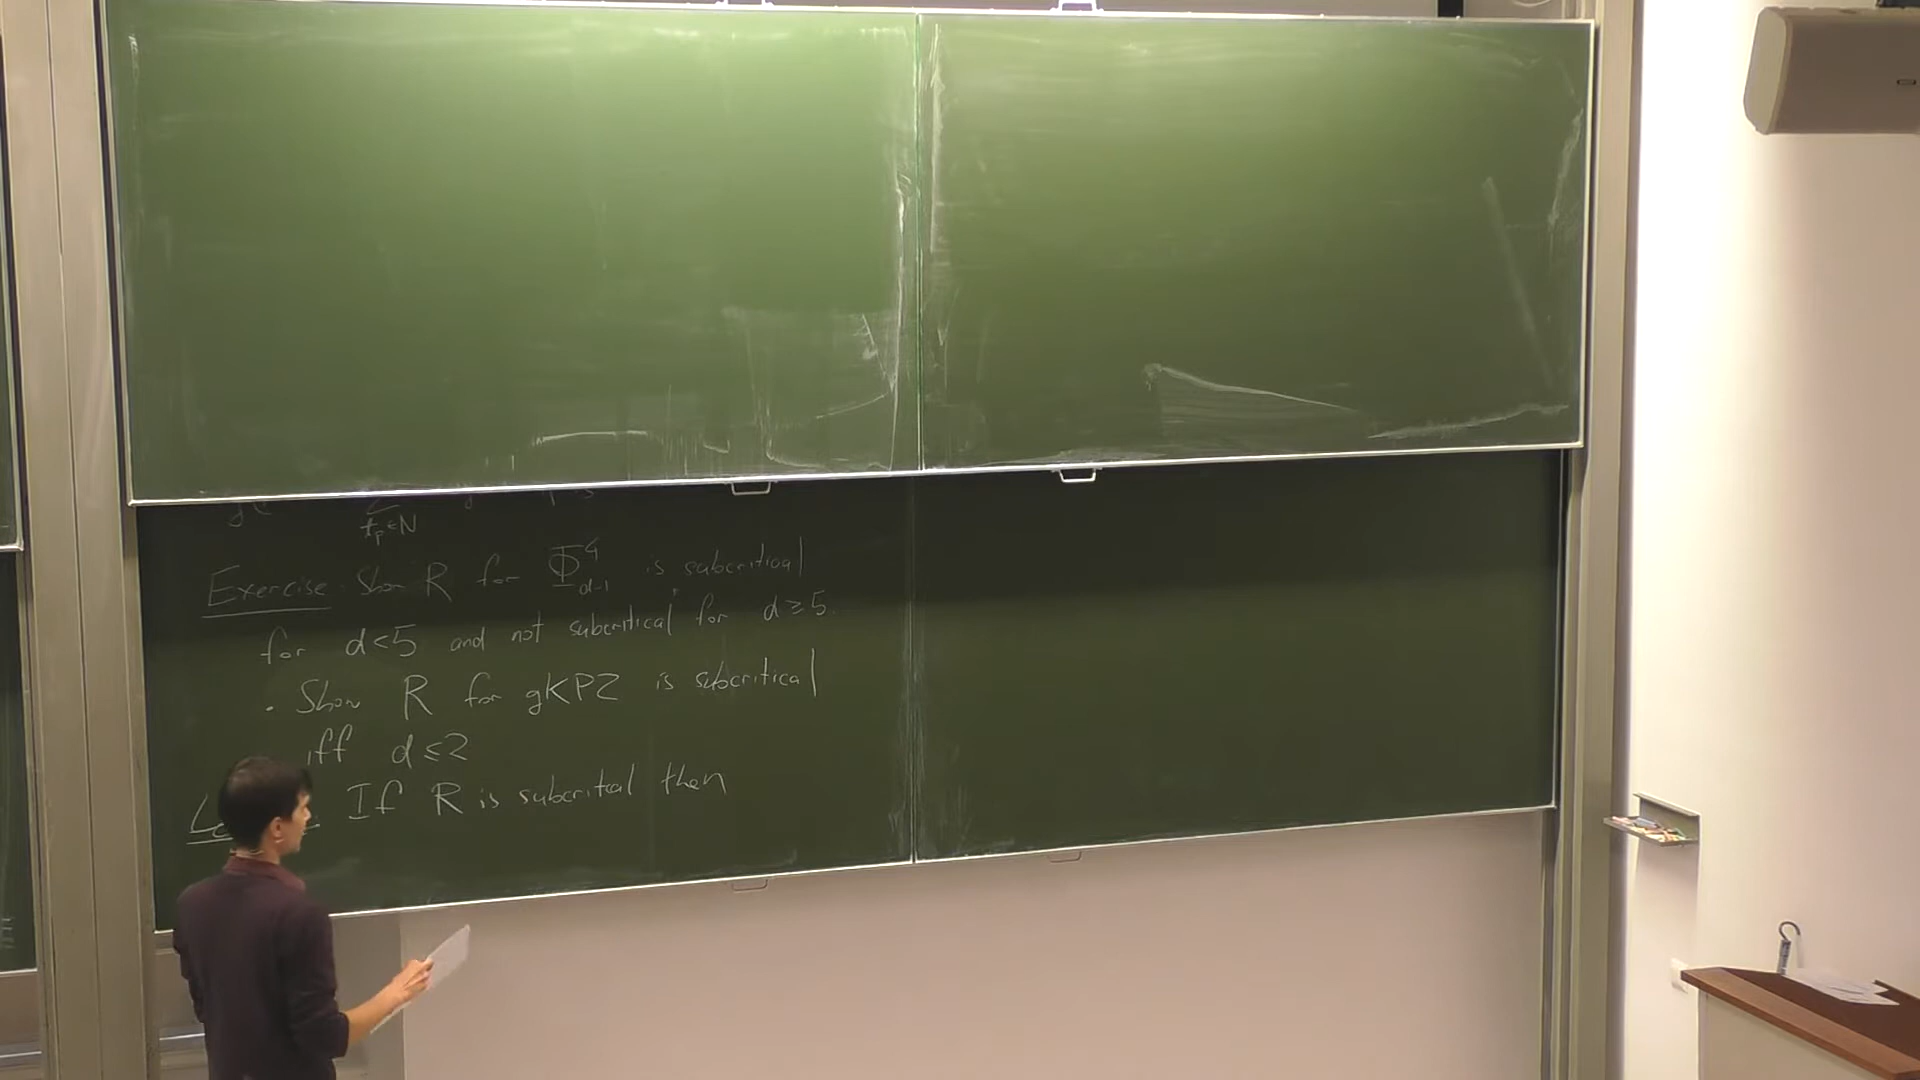 t_p ∈ N
Exercise · Show R for Φ^4_{d-1} is subcritical
for d<5 and not subcritical for d ≥ 5.
· Show R for gKPZ is subcritical
iff d ≤ 2
If R is subcritical then